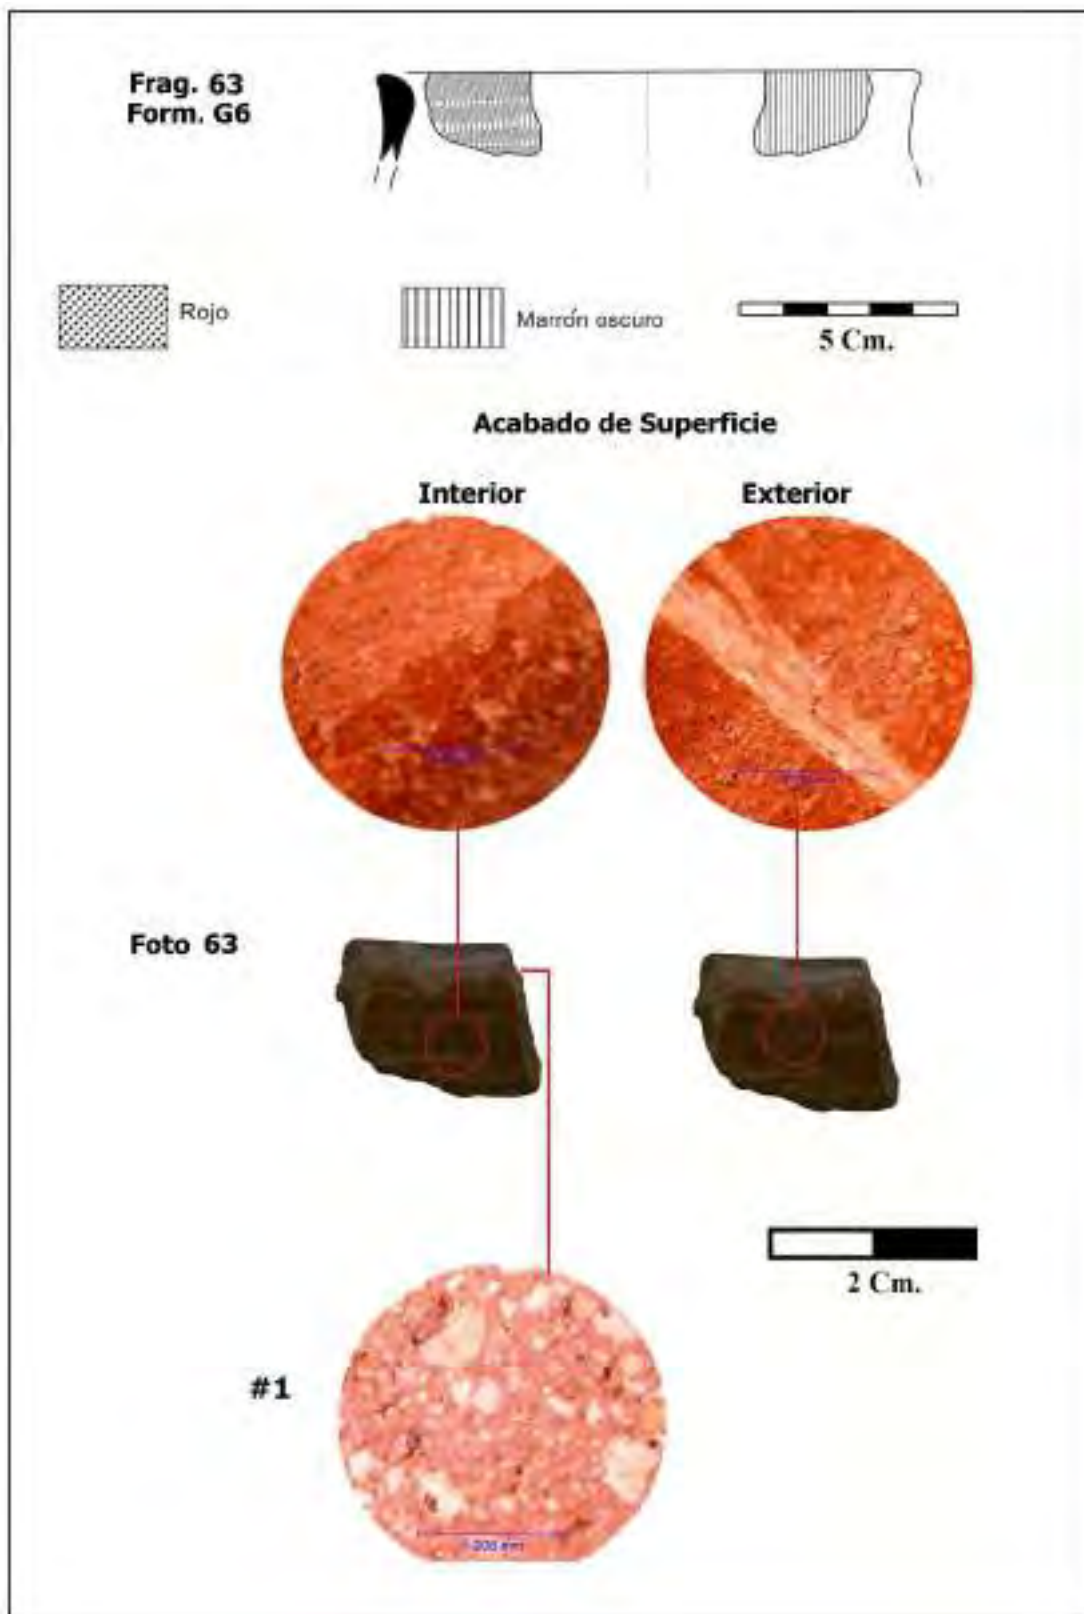 Frag. 63
Form. G6
Rojo
Marrón oscuro
5 Cm.
Acabado de Superficie
Interior
Exterior
Foto 63
2 Cm.
#1